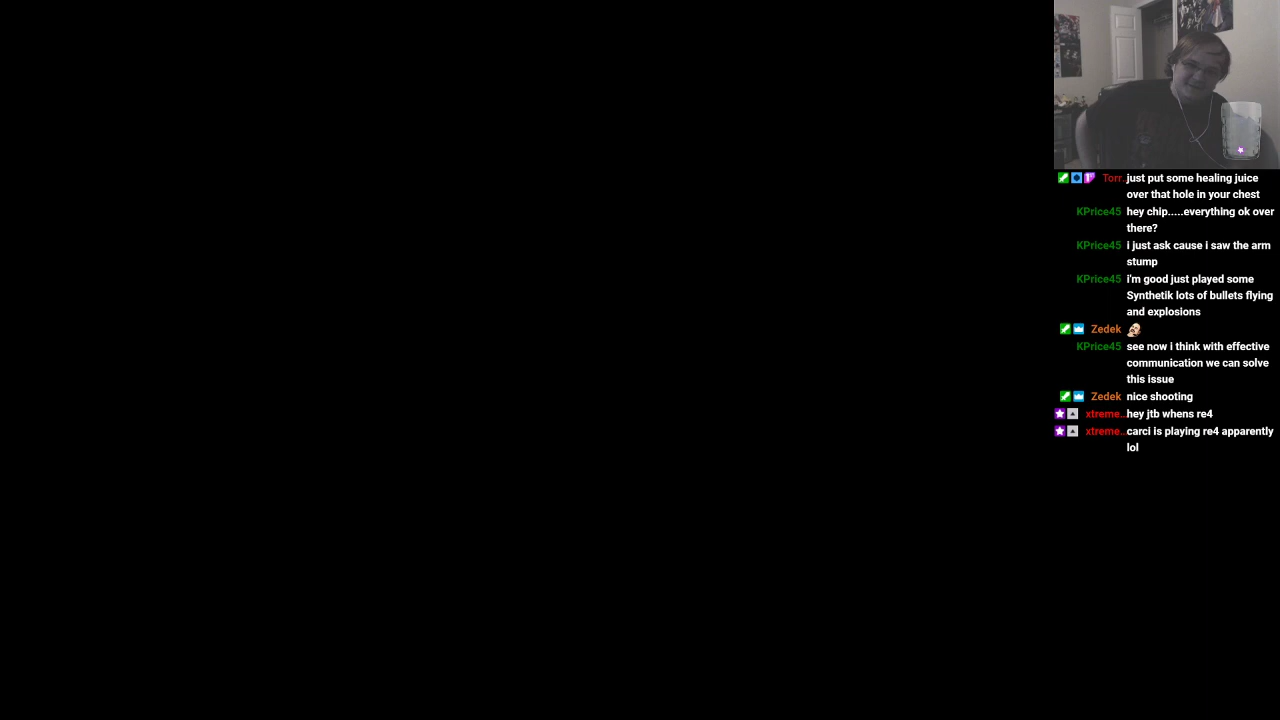 Torr.. just put some healing juice
over that hole in your chest
KPrice45 hey chip.....everything ok over
there?
KPrice45 i just ask cause i saw the arm
stump
KPrice45 i'm good just played some
Synthetik lots of bullets flying
and explosions
Zedek
KPrice45 see now i think with effective
communication we can solve
this issue
Zedek nice shooting
xtreme... hey jtb whens re4
xtreme... carci is playing re4 apparently
lol